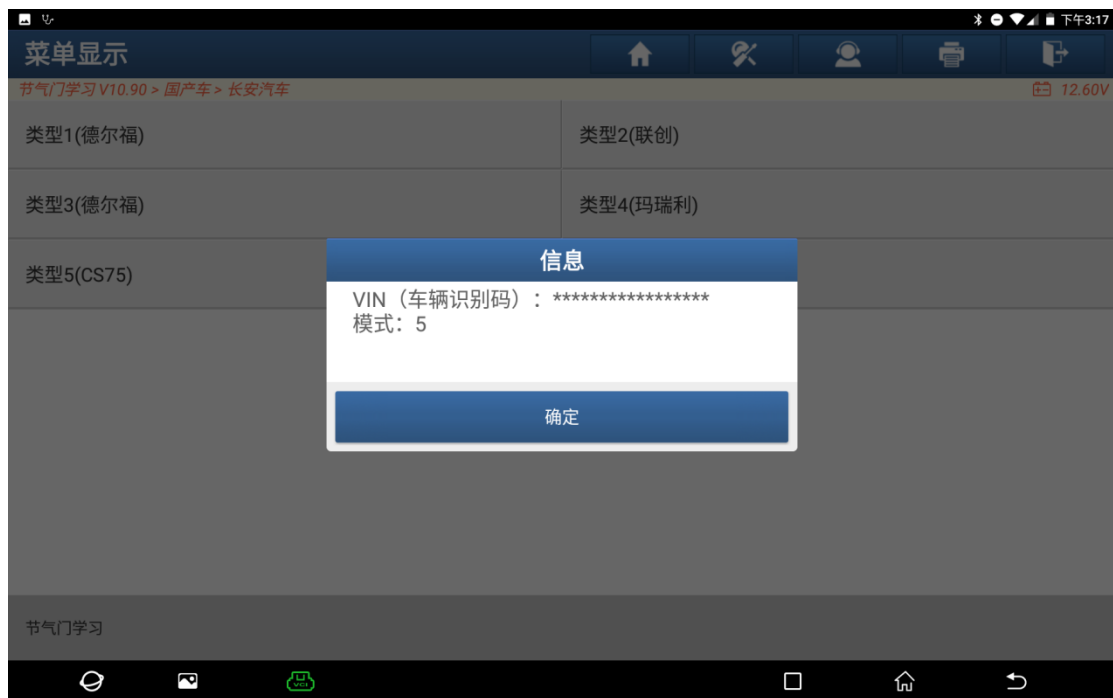 下午3:17
菜单显示
节气门学习 V10.90 > 国产车 > 长安汽车
12.60V
类型1(德尔福)
类型2(联创)
类型3(德尔福)
类型4(玛瑞利)
类型5(CS75)
信息
VIN（车辆识别码）：*****************
模式：5
确定
节气门学习
VCI